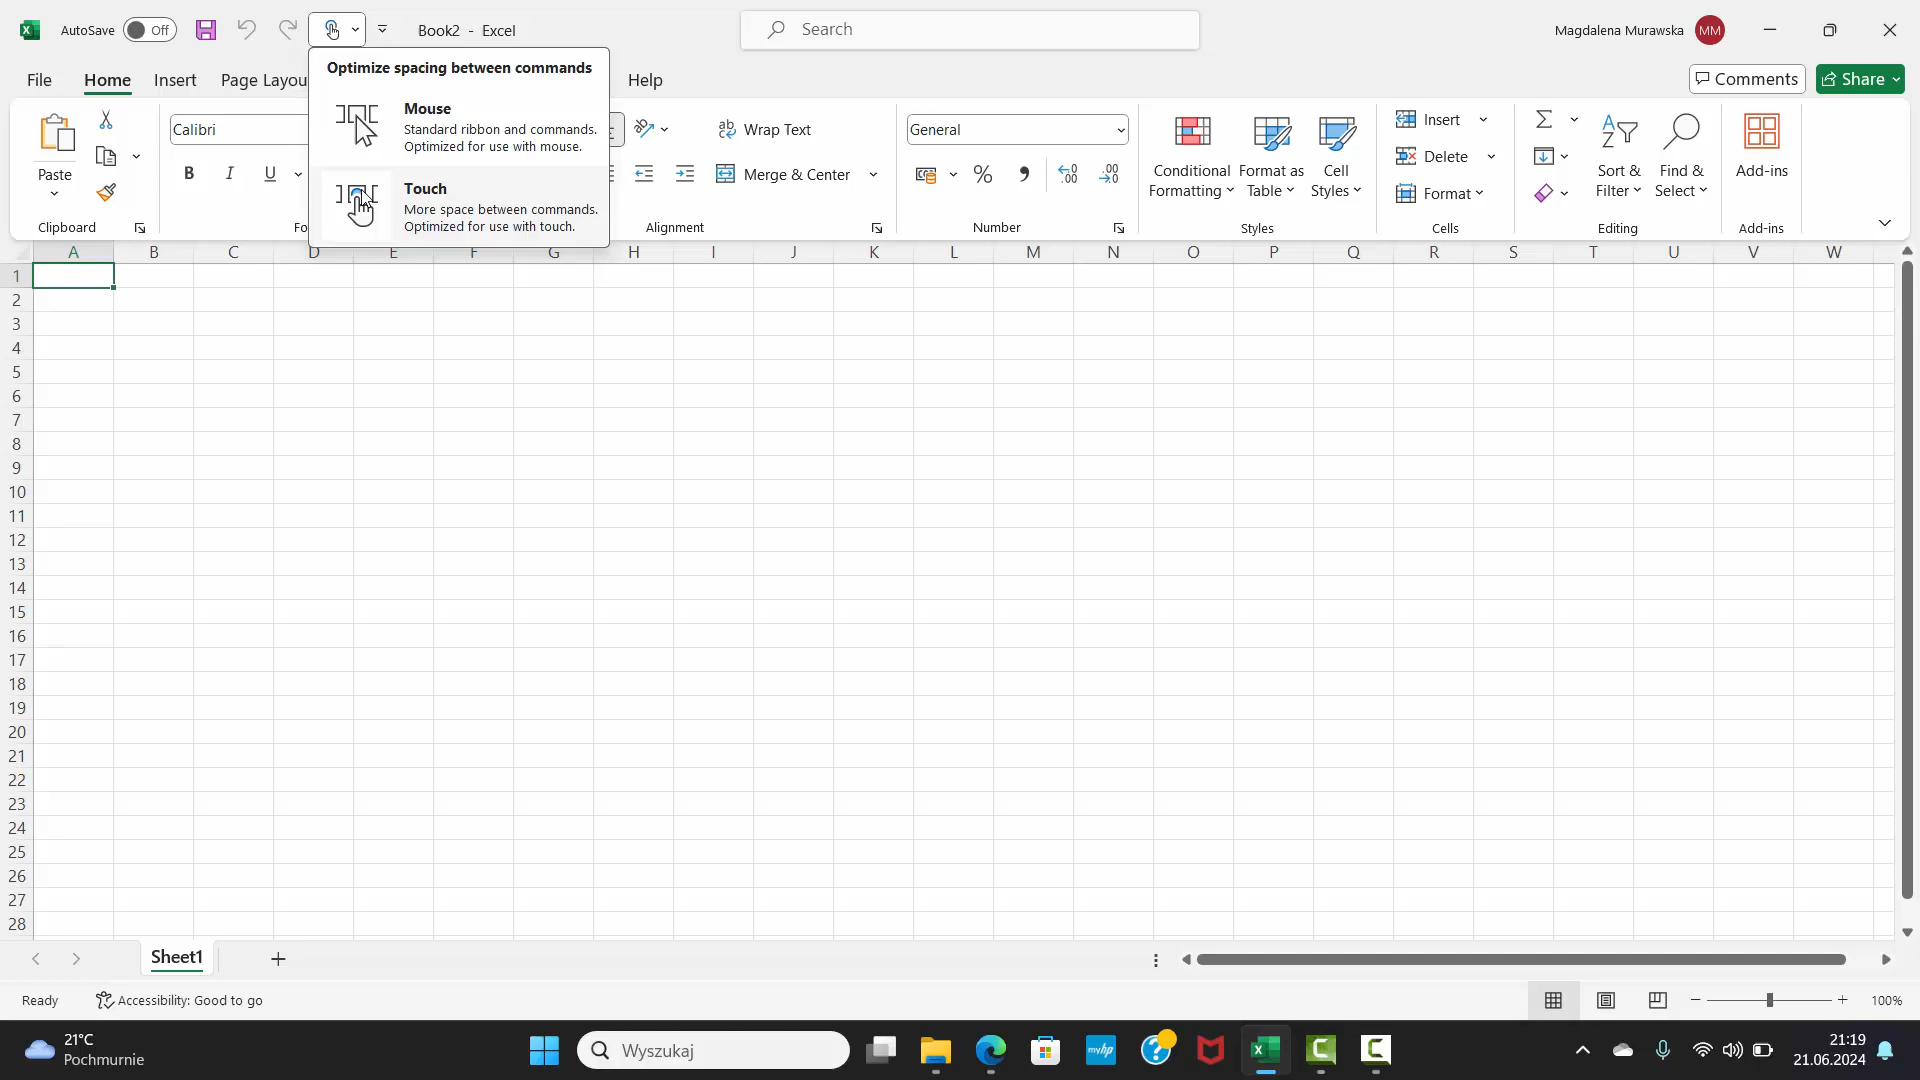 AutoSave Off Book2 - Excel Search Magdalena Murawska MM
File Home Insert Page Layou Help Comments Share
Optimize spacing between commands
Mouse
Standard ribbon and commands.
Optimized for use with mouse.
Touch
More space between commands.
Optimized for use with touch.
Paste
Clipboard
Calibri
B I U
Fo
ab Wrap Text
c
Merge & Center
Alignment
General
% , .00
Number
Conditional
Formatting
Format as
Table
Cell
Styles
Styles
Insert
Delete
Format
Cells
Sort &
Filter
Find &
Select
Editing
Add-ins
Add-ins
A B C D E F G H I J K L M N O P Q R S T U V W
1
2
3
4
5
6
7
8
9
10
11
12
13
14
15
16
17
18
19
20
21
22
23
24
25
26
27
28
Sheet1
Ready Accessibility: Good to go 100%
21°C
Pochmurnie
Wyszukaj
myhp
21:19
21.06.2024